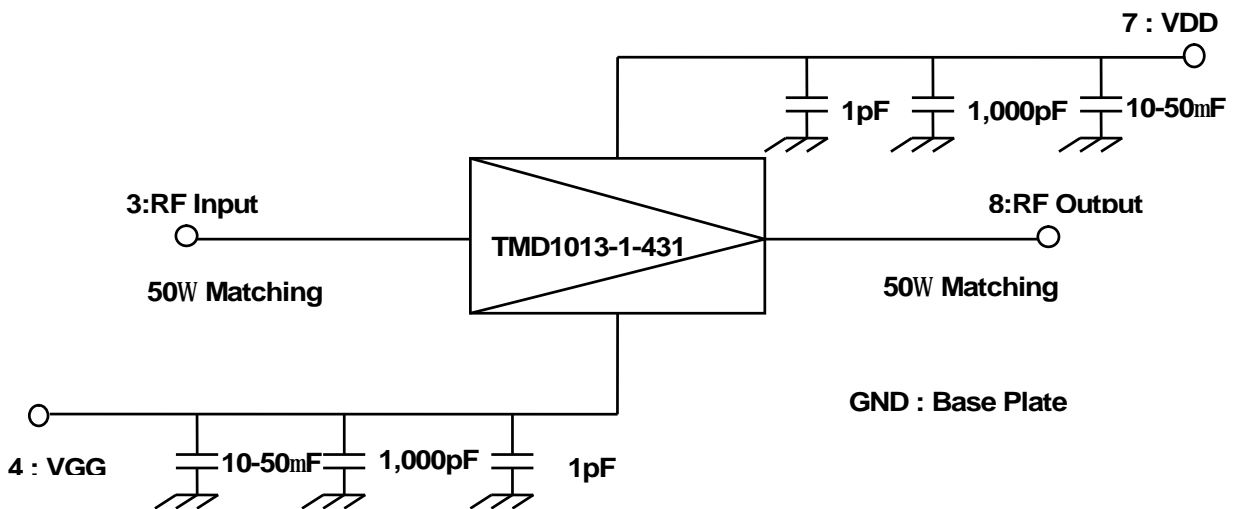 7 : VDD
1pF
1,000pF
10-50mF
3:RF Input
8:RF Output
TMD1013-1-431
50W Matching
50W Matching
GND : Base Plate
4 : VGG
10-50mF
1,000pF
1pF